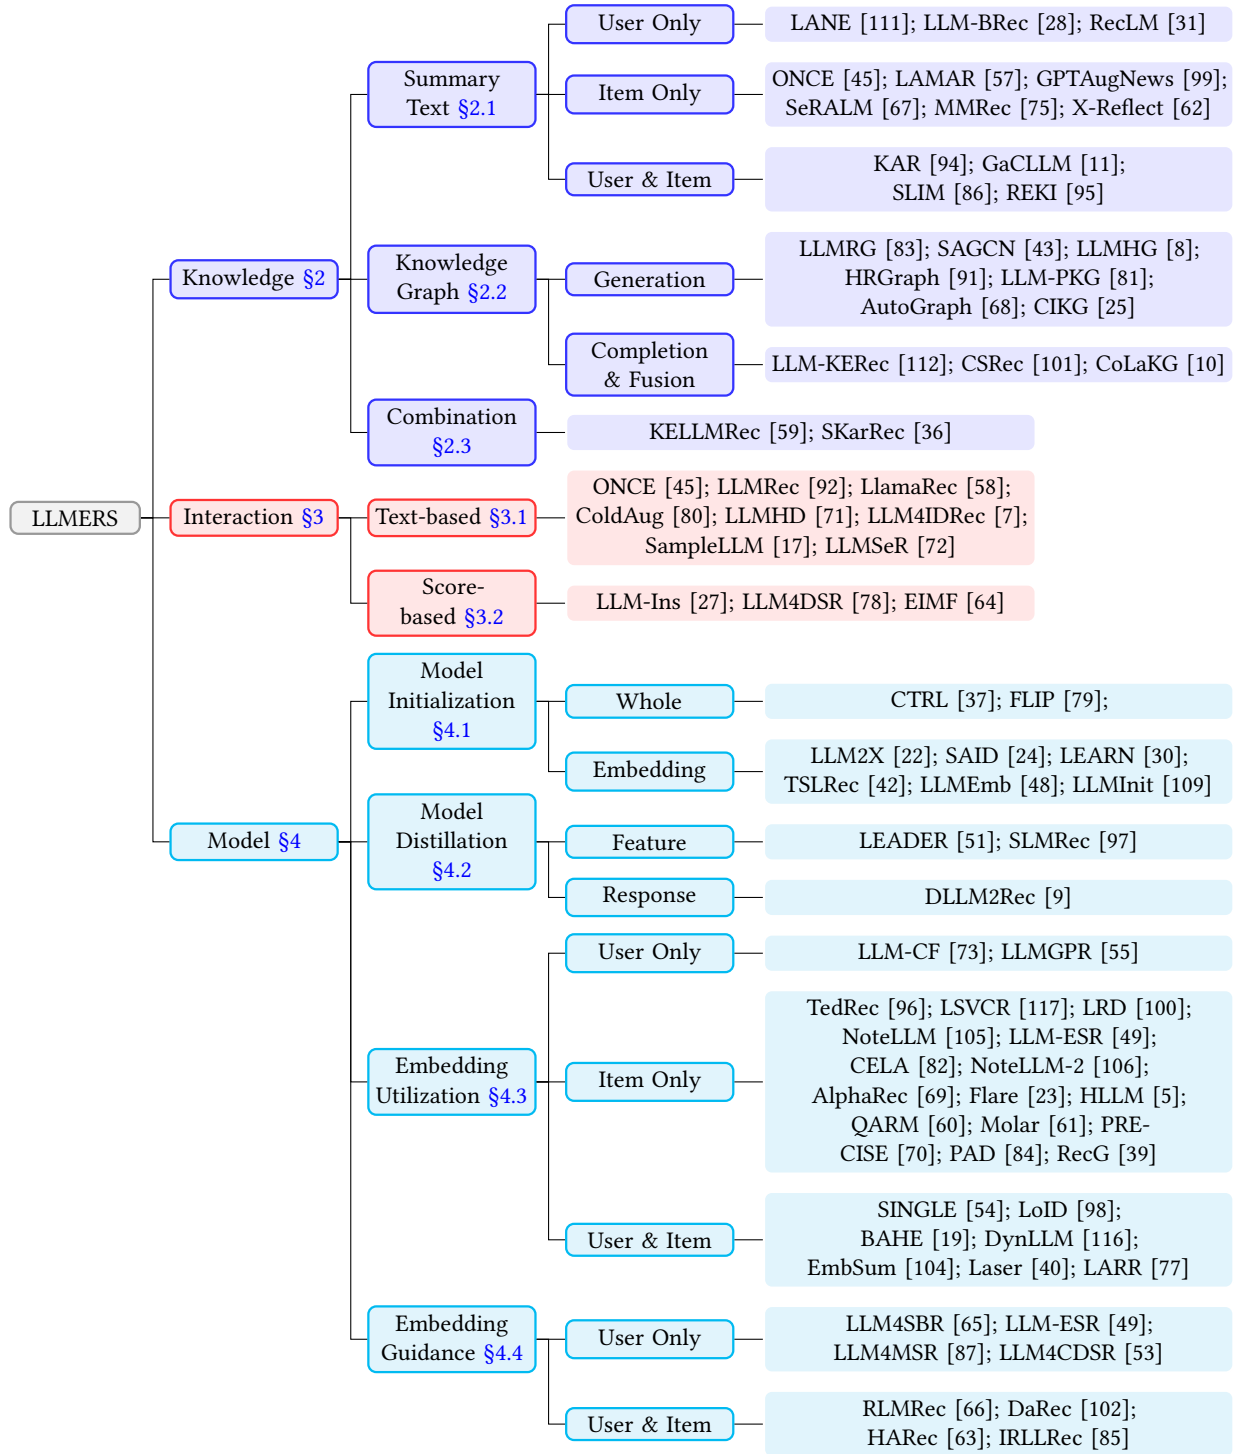 User Only
LANE [111]; LLM-BRec [28]; RecLM [31]
Summary
Text §2.1
Item Only
ONCE [45]; LAMAR [57]; GPTAugNews [99];
SeRALM [67]; MMRec [75]; X-Reflect [62]
User & Item
KAR [94]; GaCLLM [11];
SLIM [86]; REKI [95]
Knowledge §2
Knowledge
Graph §2.2
Generation
LLMRG [83]; SAGCN [43]; LLMHG [8];
HRGraph [91]; LLM-PKG [81];
AutoGraph [68]; CIKG [25]
Completion
& Fusion
LLM-KERec [112]; CSRec [101]; CoLaKG [10]
Combination
§2.3
KELLMRec [59]; SKarRec [36]
LLMERS
Interaction §3
Text-based §3.1
ONCE [45]; LLMRec [92]; LlamaRec [58];
ColdAug [80]; LLMHD [71]; LLM4IDRec [7];
SampleLLM [17]; LLMSeR [72]
Score-
based §3.2
LLM-Ins [27]; LLM4DSR [78]; EIMF [64]
Model
Initialization
§4.1
Whole
CTRL [37]; FLIP [79];
Embedding
LLM2X [22]; SAID [24]; LEARN [30];
TSLRec [42]; LLMEmb [48]; LLMInit [109]
Model §4
Model
Distillation
§4.2
Feature
LEADER [51]; SLMRec [97]
Response
DLLM2Rec [9]
User Only
LLM-CF [73]; LLMGPR [55]
Embedding
Utilization §4.3
Item Only
TedRec [96]; LSVCR [117]; LRD [100];
NoteLLM [105]; LLM-ESR [49];
CELA [82]; NoteLLM-2 [106];
AlphaRec [69]; Flare [23]; HLLM [5];
QARM [60]; Molar [61]; PRE-
CISE [70]; PAD [84]; RecG [39]
User & Item
SINGLE [54]; LoID [98];
BAHE [19]; DynLLM [116];
EmbSum [104]; Laser [40]; LARR [77]
Embedding
Guidance §4.4
User Only
LLM4SBR [65]; LLM-ESR [49];
LLM4MSR [87]; LLM4CDSR [53]
User & Item
RLMRec [66]; DaRec [102];
HARec [63]; IRLLRec [85]